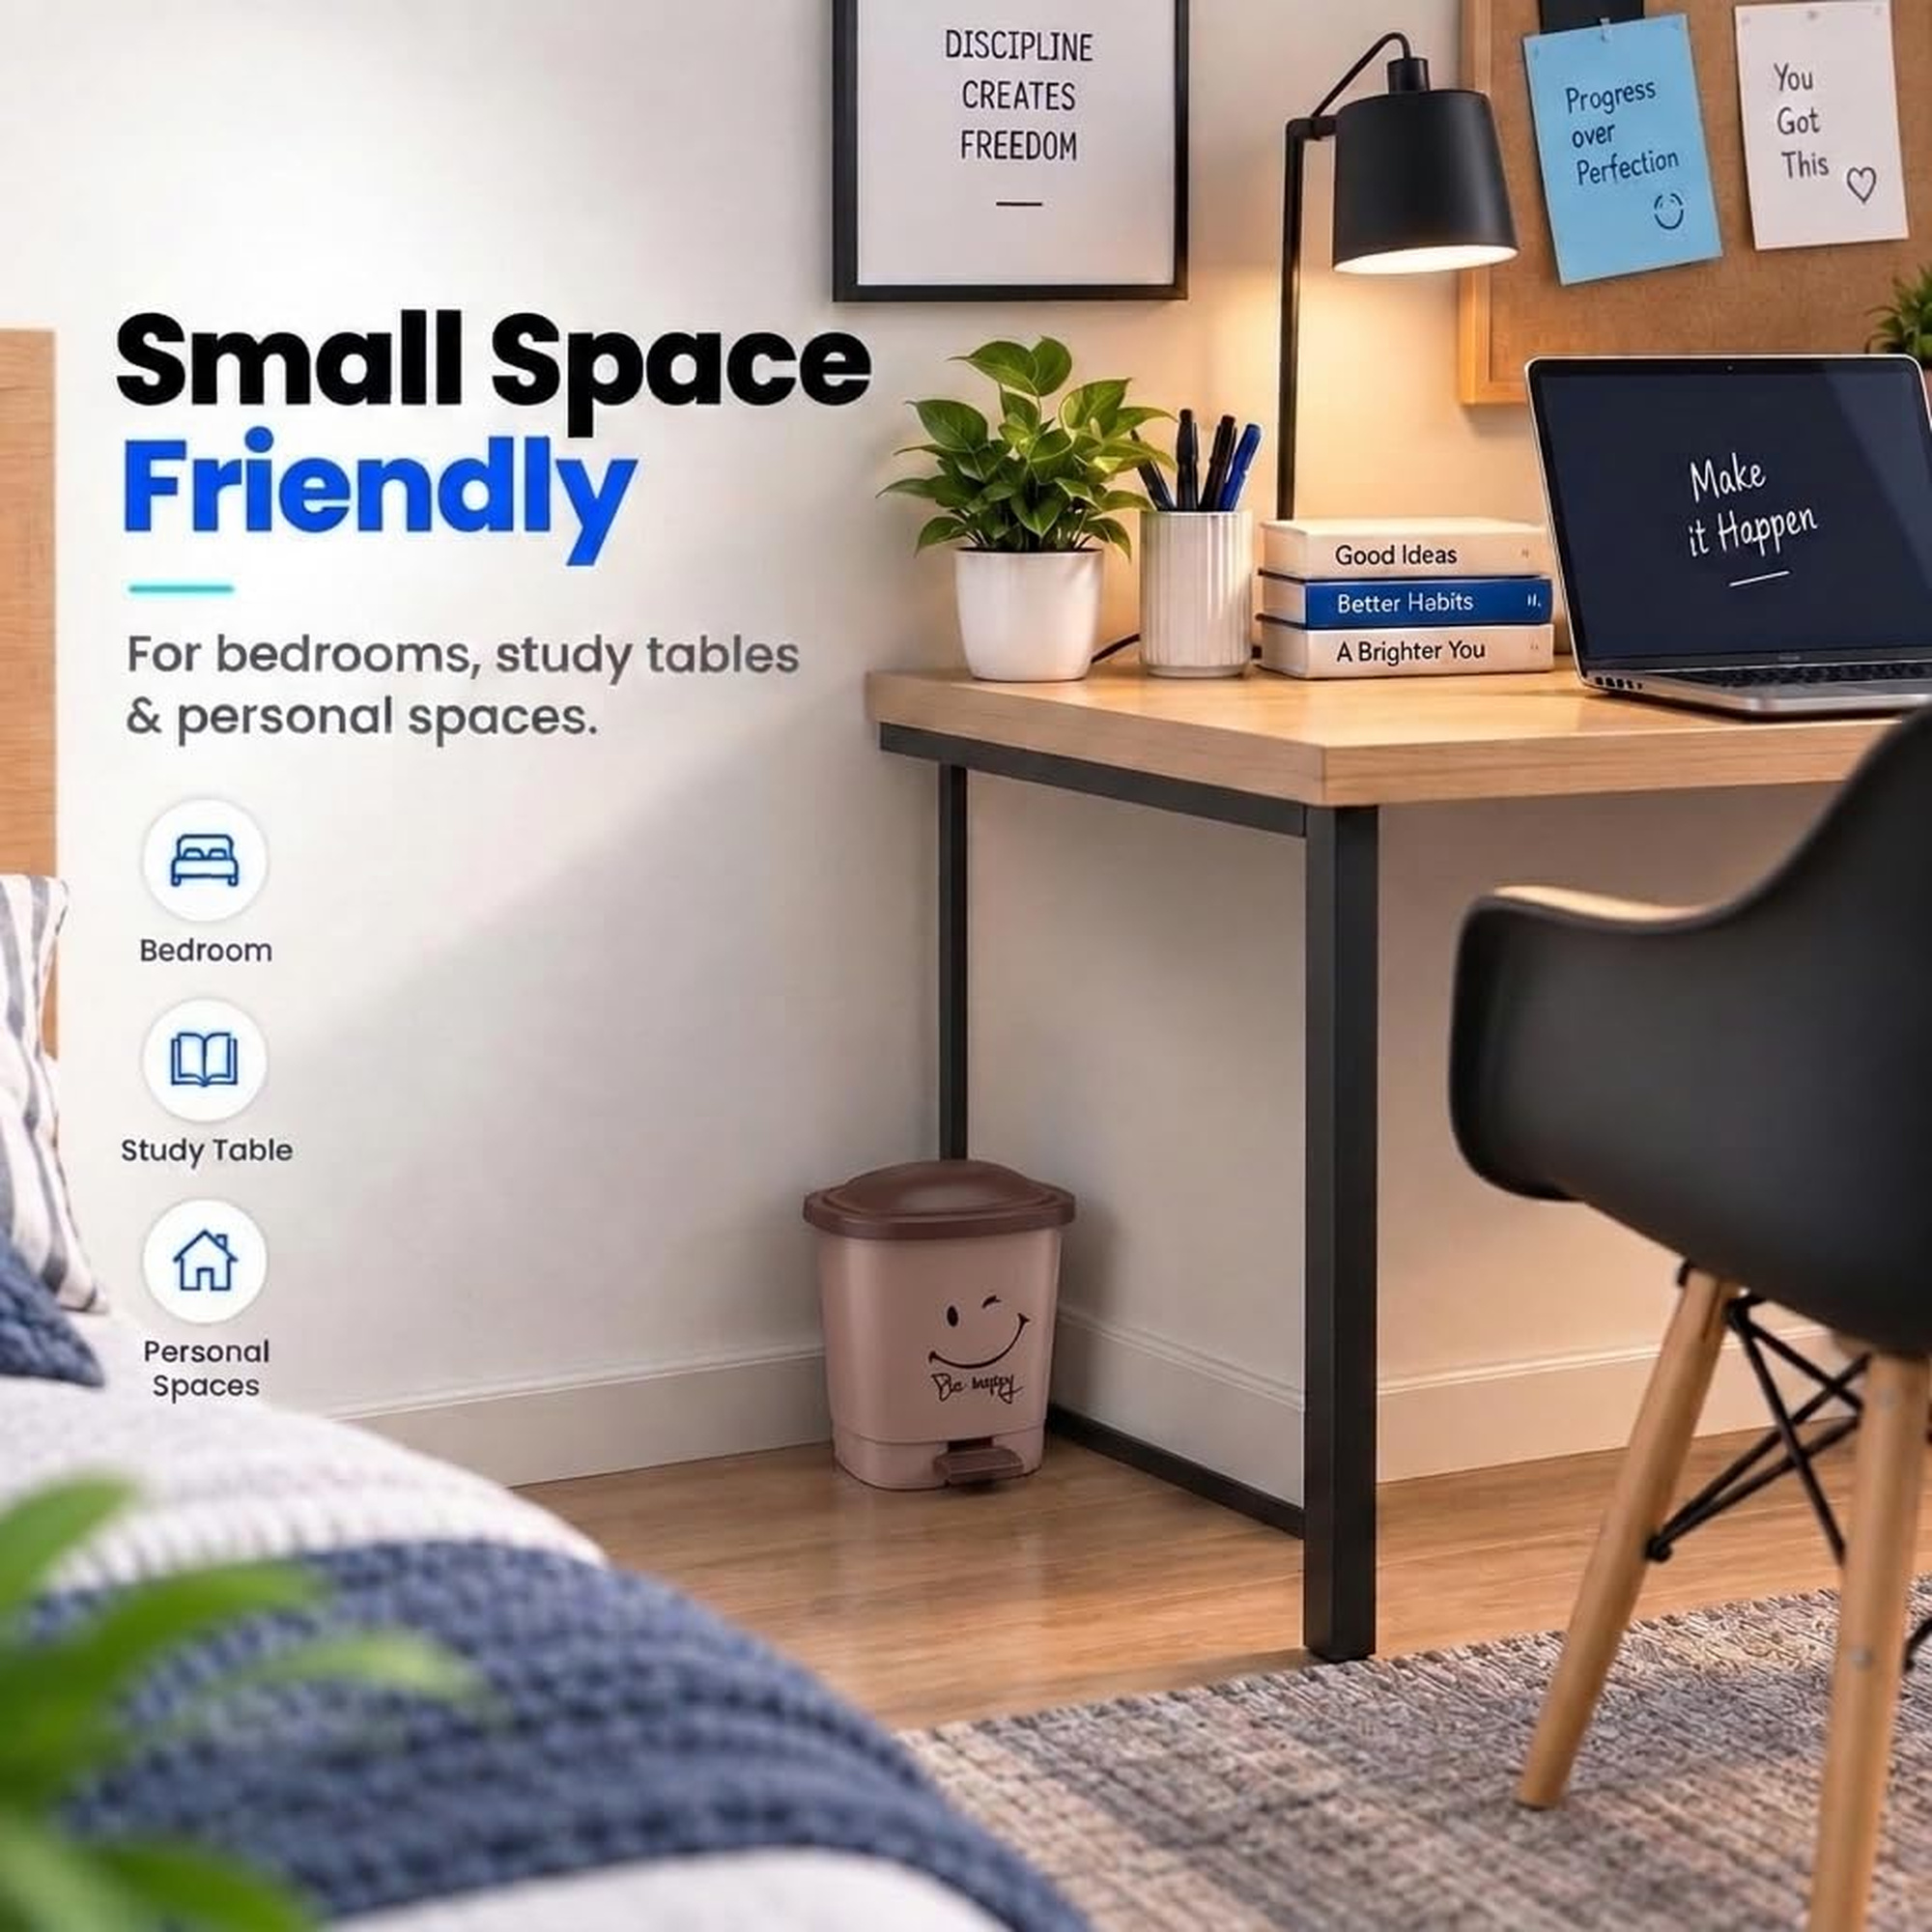 DISCIPLINE
CREATES
FREEDOM
Progress
over
Perfection
You
Got
This
Small Space
Friendly
For bedrooms, study tables
& personal spaces.
Make
it Happen
Good Ideas
Better Habits
A Brighter You
Bedroom
Study Table
Personal
Spaces